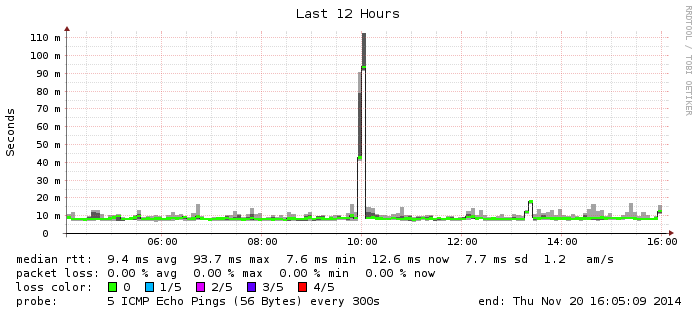 Last 12 Hours
RRDTOOL / TOBI OETIKER
Seconds
110 m
100 m
90 m
80 m
70 m
60 m
50 m
40 m
30 m
20 m
10 m
0
06:00 08:00 10:00 12:00 14:00 16:00
median rtt: 9.4 ms avg 93.7 ms max 7.6 ms min 12.6 ms now 7.7 ms sd 1.2 am/s
packet loss: 0.00 % avg 0.00 % max 0.00 % min 0.00 % now
loss color: 0 1/5 2/5 3/5 4/5
probe: 5 ICMP Echo Pings (56 Bytes) every 300s end: Thu Nov 20 16:05:09 2014